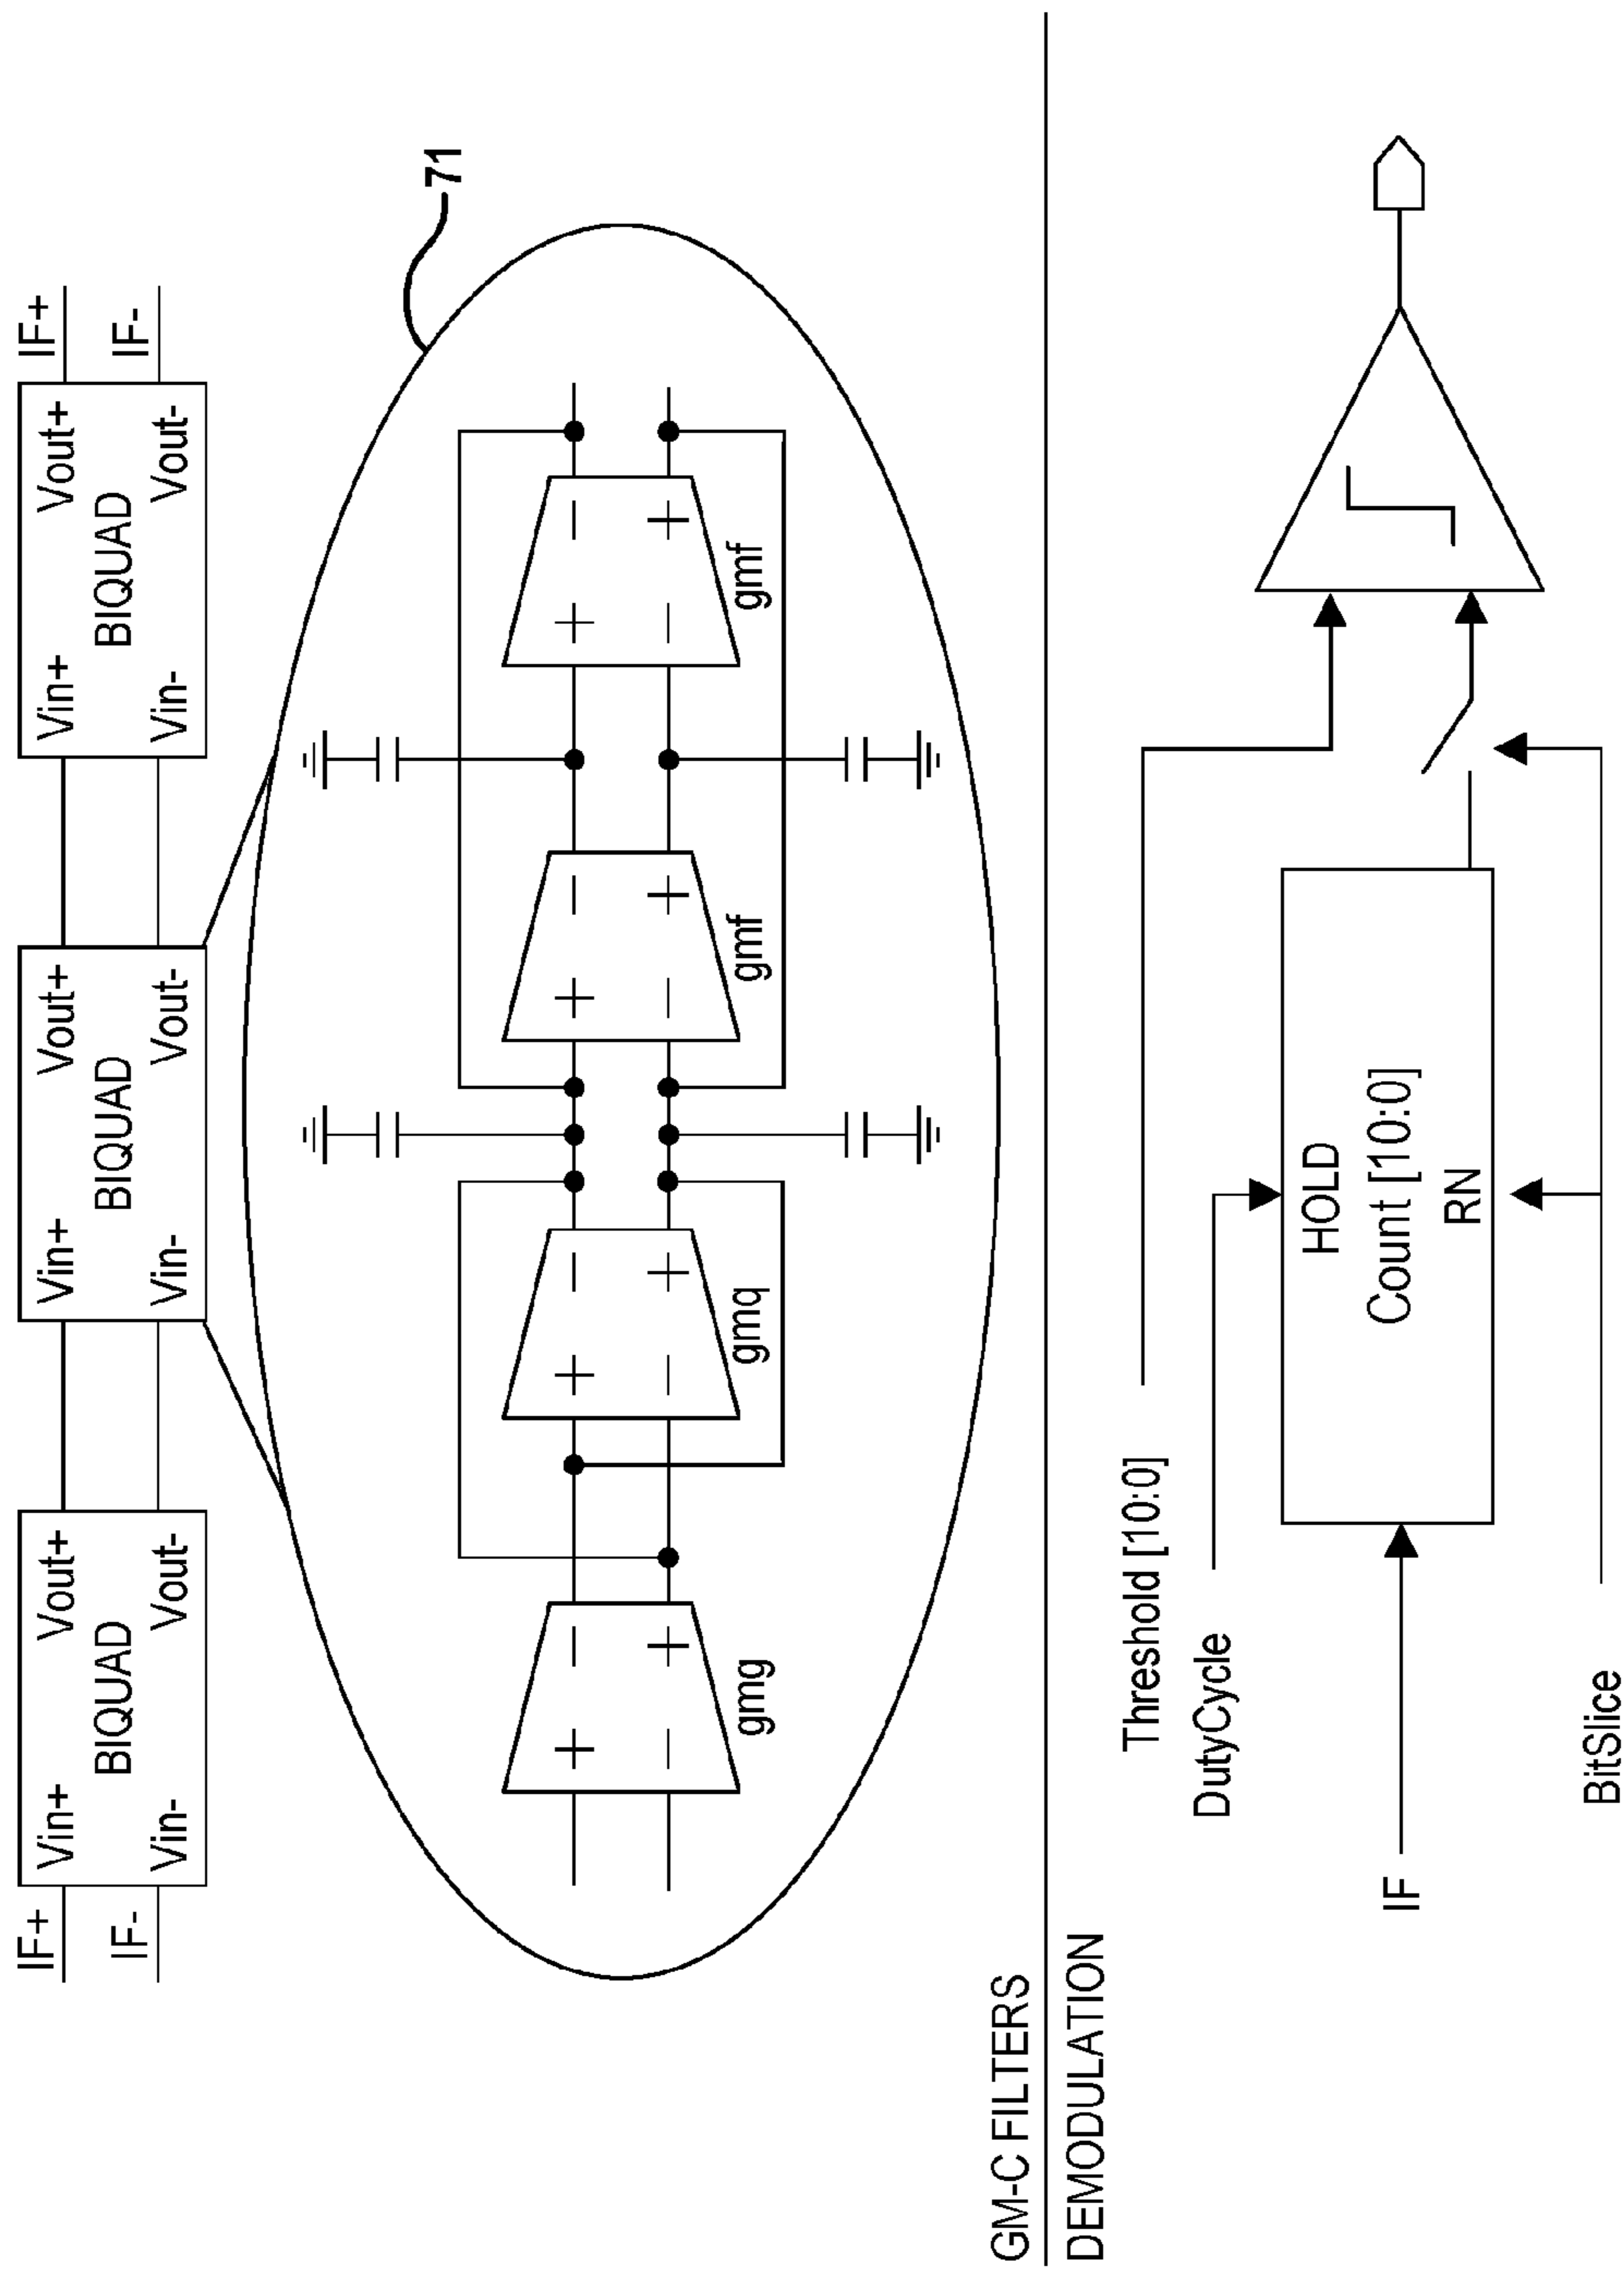 IF+
Vin+
Vout+
Vin+
Vout+
Vin+
Vout+
IF+
BIQUAD
BIQUAD
BIQUAD
IF-
Vin-
Vout-
Vin-
Vout-
Vin-
Vout-
IF-
71
+ −
+ −
+ −
+ −
− +
− +
− +
− +
gmg
gmq
gmf
gmf
GM-C FILTERS
DEMODULATION
Threshold [10:0]
DutyCycle
HOLD
IF
Count [10:0]
RN
BitSlice